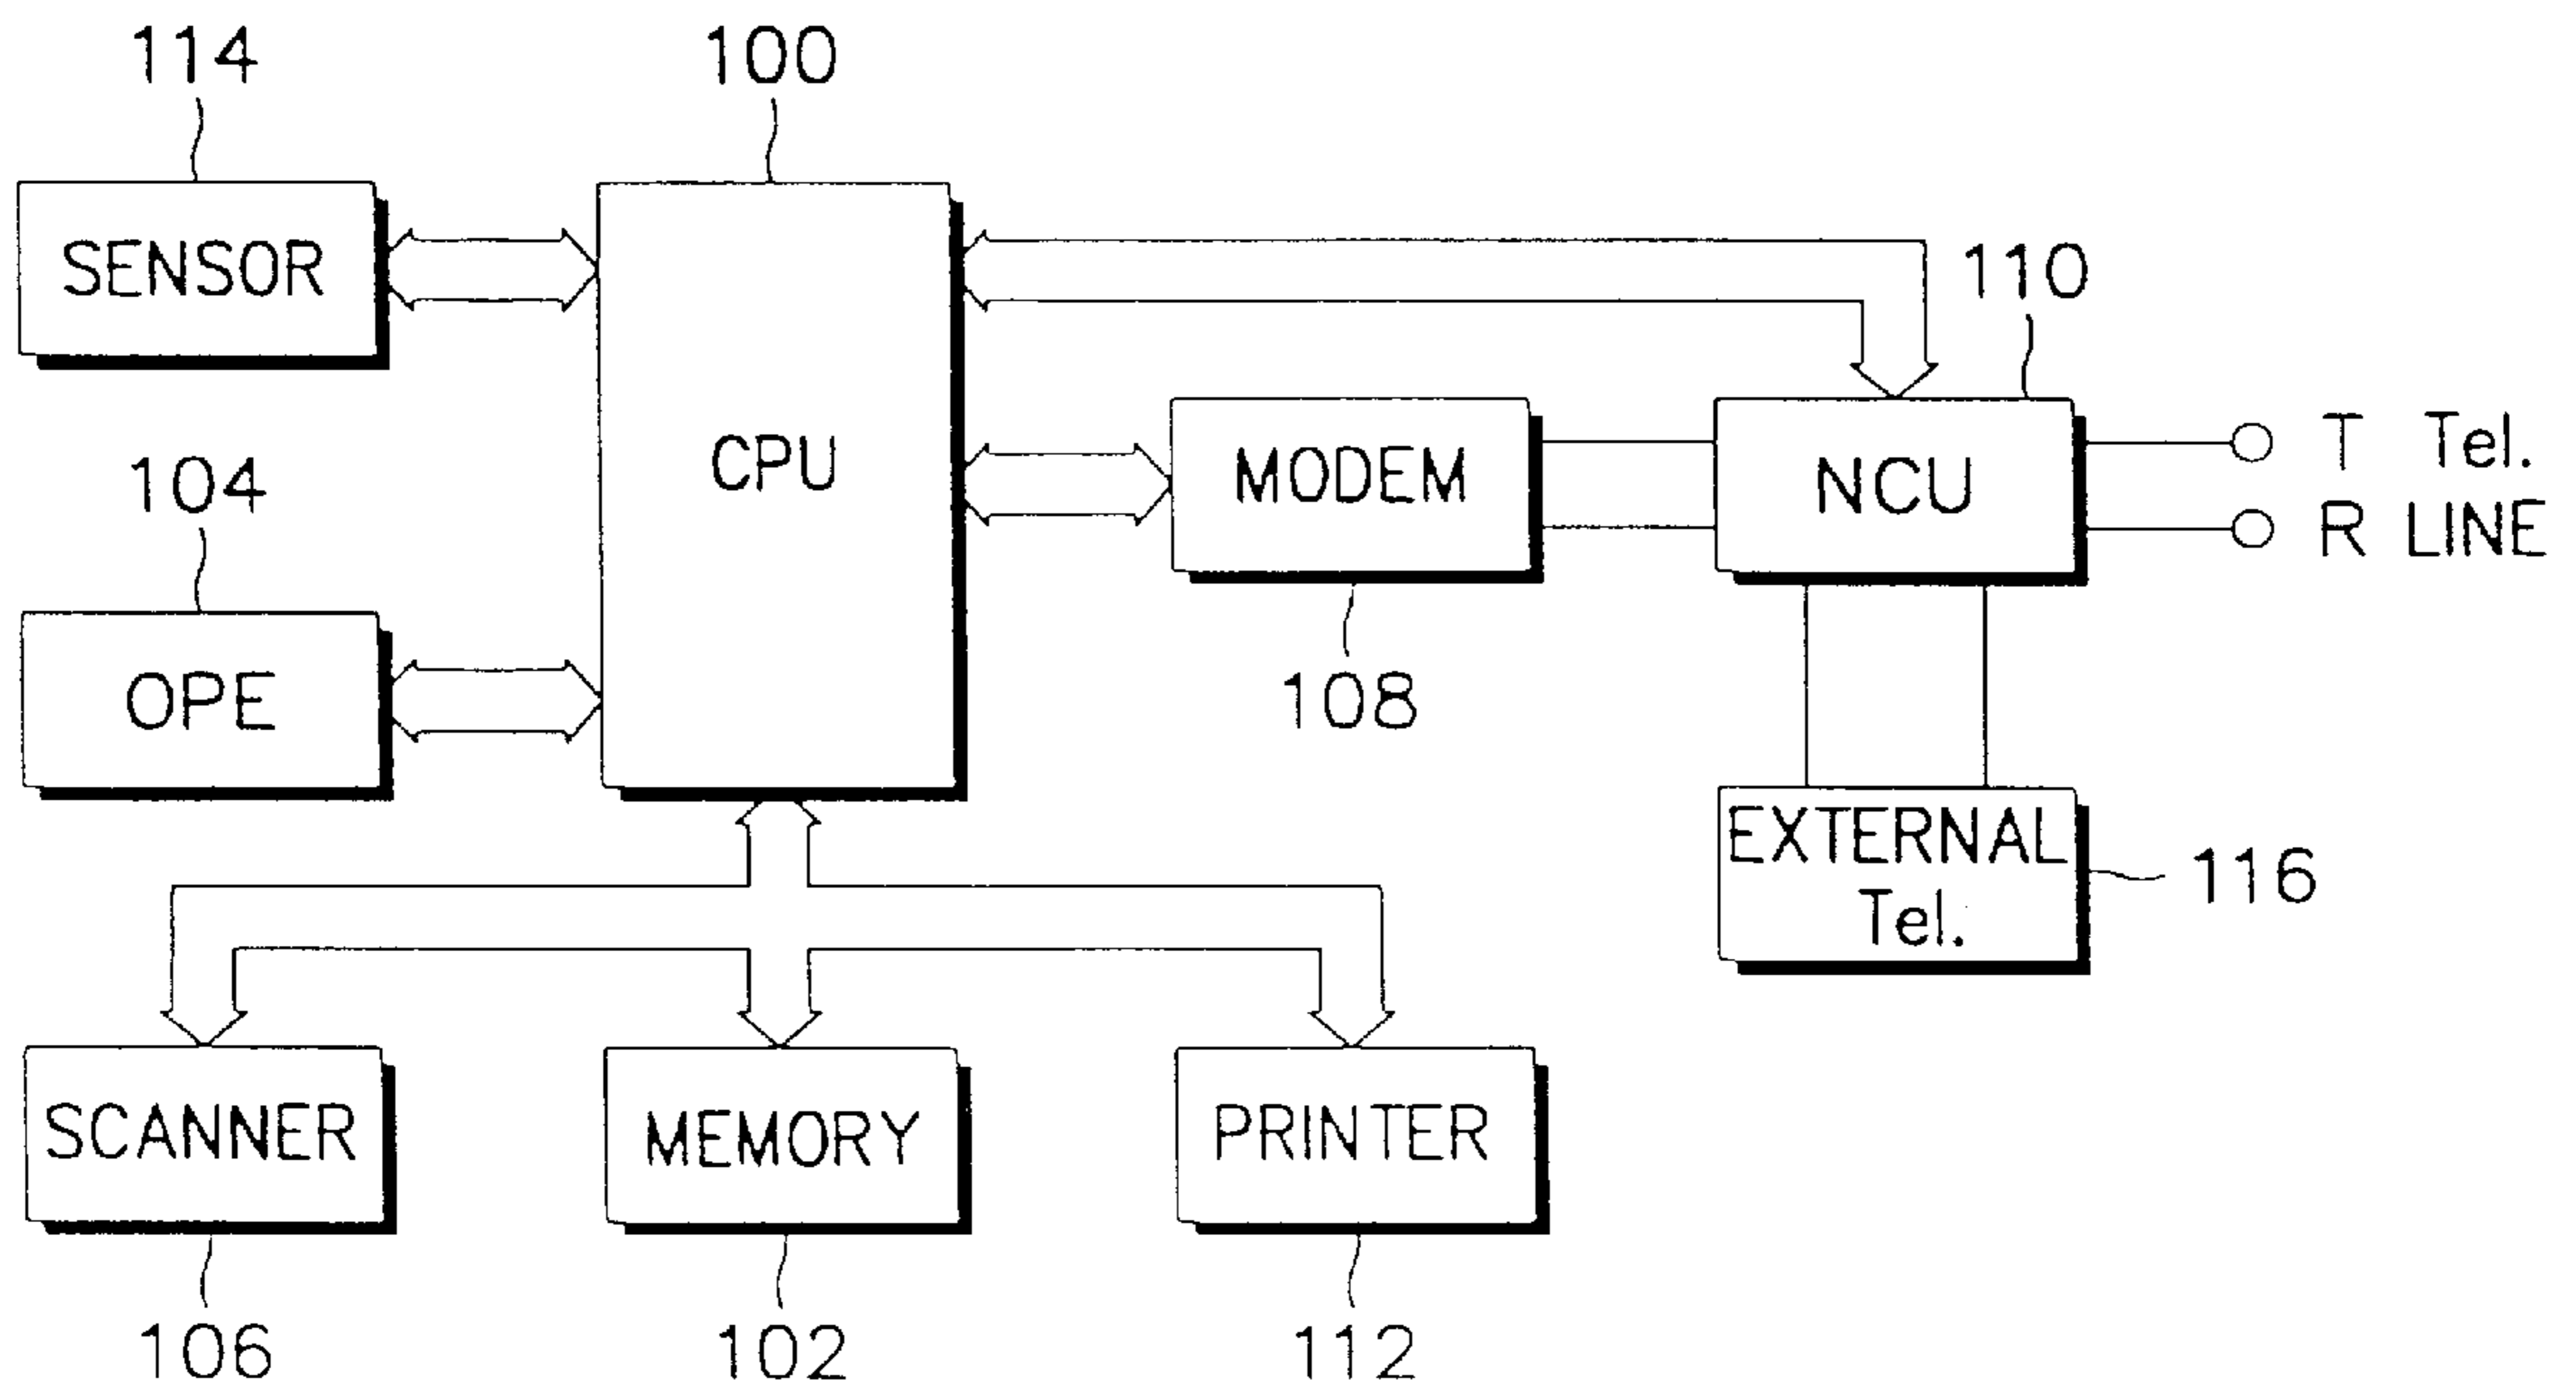 114
100
SENSOR
110
CPU
MODEM
NCU
T Tel.
R LINE
104
OPE
108
EXTERNAL
Tel.
116
SCANNER
MEMORY
PRINTER
106
102
112